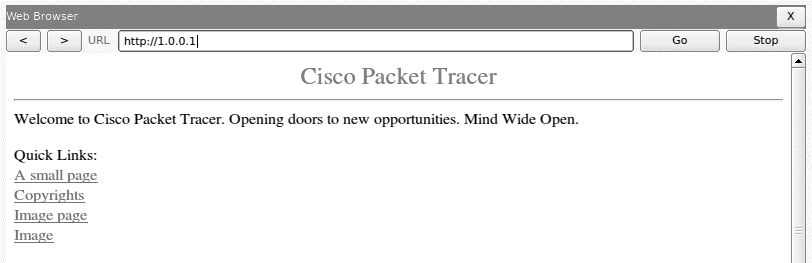 Web Browser X
< > URL http://1.0.0.1 Go Stop
Cisco Packet Tracer
Welcome to Cisco Packet Tracer. Opening doors to new opportunities. Mind Wide Open.
Quick Links:
A small page
Copyrights
Image page
Image